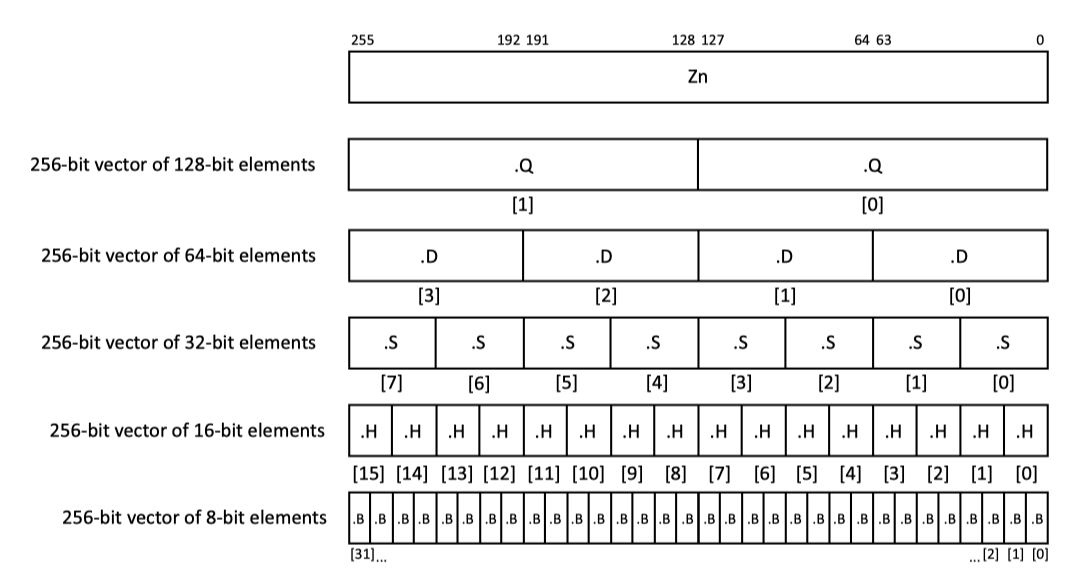 255 192 191 128 127 64 63 0
Zn
256-bit vector of 128-bit elements .Q .Q
[1] [0]
256-bit vector of 64-bit elements .D .D .D .D
[3] [2] [1] [0]
256-bit vector of 32-bit elements .S .S .S .S .S .S .S .S
[7] [6] [5] [4] [3] [2] [1] [0]
256-bit vector of 16-bit elements .H .H .H .H .H .H .H .H .H .H .H .H .H .H .H .H
[15] [14] [13] [12] [11] [10] [9] [8] [7] [6] [5] [4] [3] [2] [1] [0]
256-bit vector of 8-bit elements .B .B .B .B .B .B .B .B .B .B .B .B .B .B .B .B .B .B .B .B .B .B .B .B .B .B .B .B .B .B .B .B
[31]... ...[2] [1] [0]